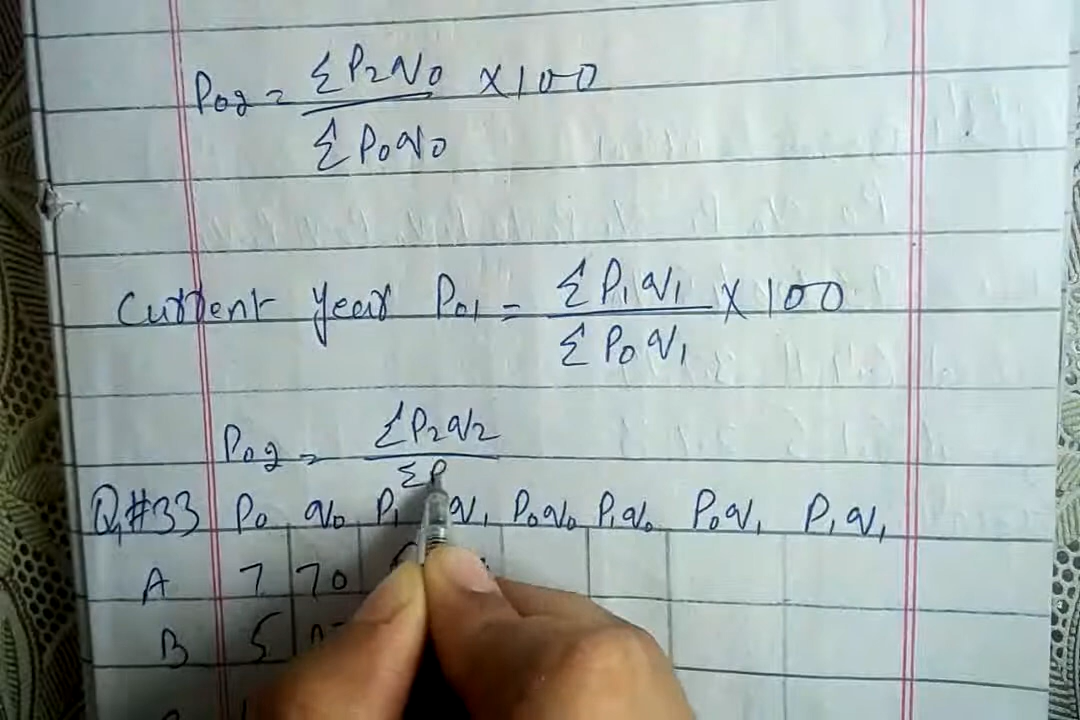 P02 = ΣP2q0 × 100
ΣP0q0
Current year P01 = ΣP1q1 × 100
ΣP0q1
P02 = ΣP2q2
ΣP
Q#33 P0 q0 P1 q1 P0q0 P1q0 P0q1 P1q1
A 7 70
B 5